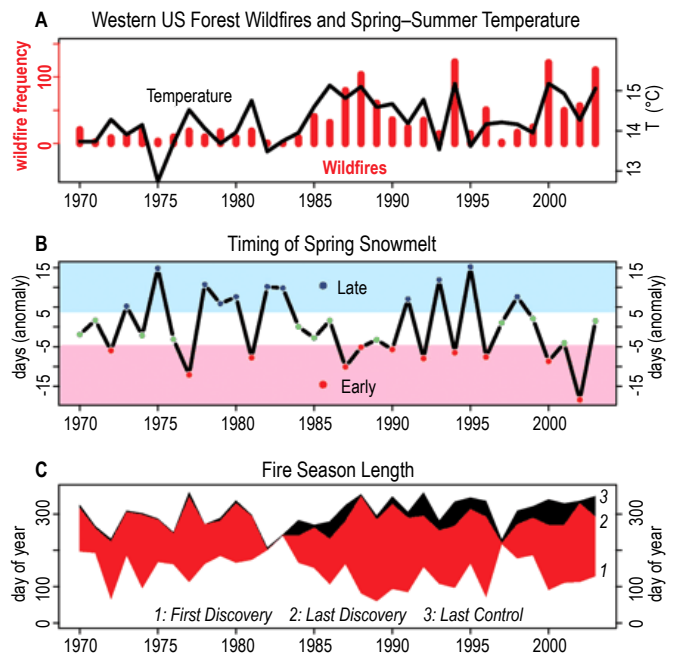 A Western US Forest Wildfires and Spring–Summer Temperature
wildfire frequency
0 100
Temperature
Wildfires
13 14 15
T (°C)
1970 1975 1980 1985 1990 1995 2000
B Timing of Spring Snowmelt
days (anomaly)
15
5
-5
-15
Late
Early
15
5
-5
-15
days (anomaly)
1970 1975 1980 1985 1990 1995 2000
C Fire Season Length
day of year
0 100 300
3
2
1
1: First Discovery 2: Last Discovery 3: Last Control
0 100 300
day of year
1970 1975 1980 1985 1990 1995 2000